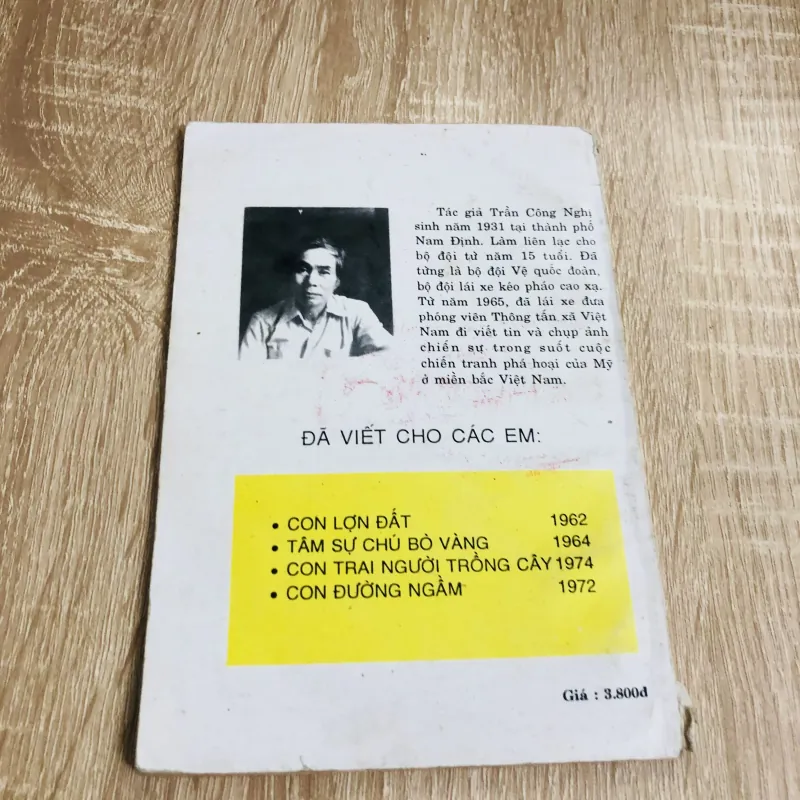 Tác giả Trần Công Nghị
sinh năm 1931 tại thành phố
Nam Định. Làm liên lạc cho
bộ đội từ năm 15 tuổi. Đã
từng là bộ đội Vệ quốc đoàn,
bộ đội lái xe kéo pháo cao xạ.
Từ năm 1965, đã lái xe đưa
phóng viên Thông tấn xã Việt
Nam đi viết tin và chụp ảnh
chiến sự trong suốt cuộc
chiến tranh phá hoại của Mỹ
ở miền bắc Việt Nam.
ĐÃ VIẾT CHO CÁC EM:
• CON LỢN ĐẤT 1962
• TÂM SỰ CHÚ BÒ VÀNG 1964
• CON TRAI NGƯỜI TRỒNG CÂY 1974
• CON ĐƯỜNG NGẦM 1972
Giá : 3.800đ